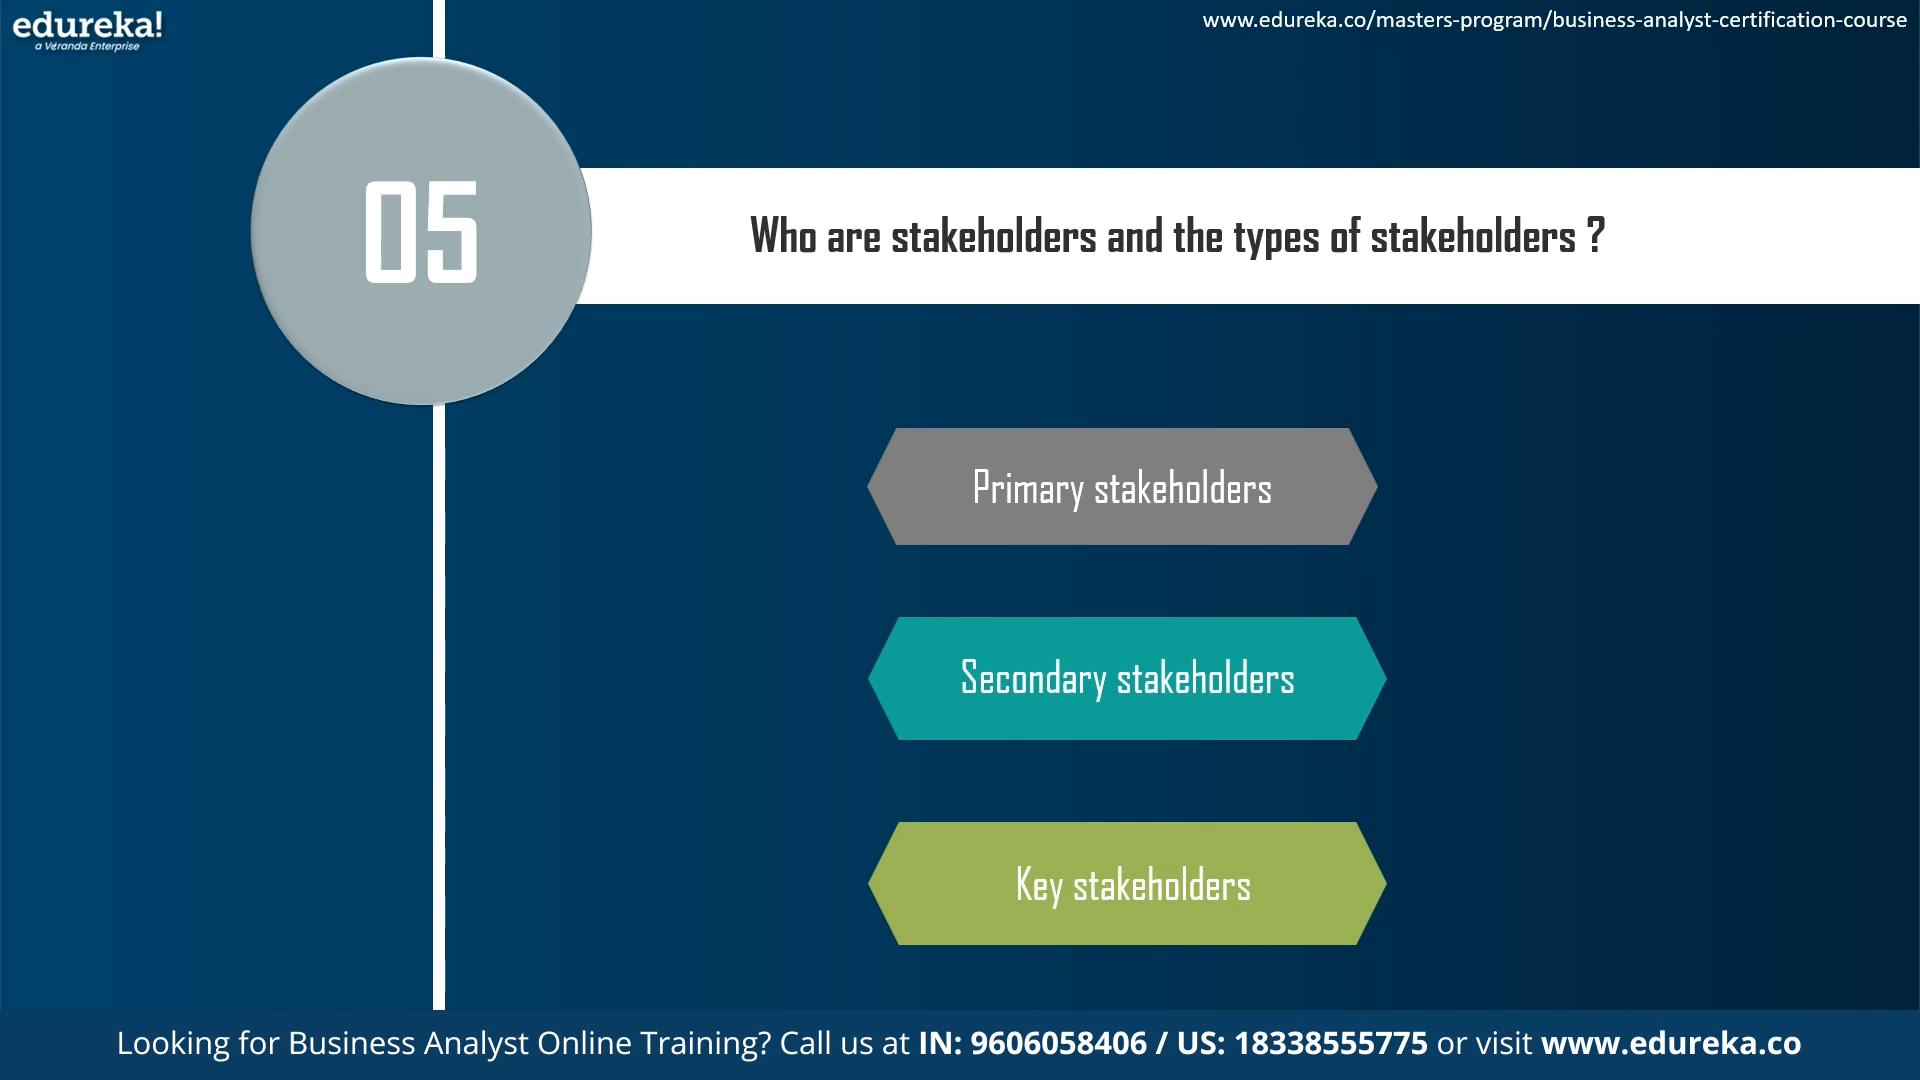 edureka!
a Veranda Enterprise
www.edureka.co/masters-program/business-analyst-certification-course
05
Who are stakeholders and the types of stakeholders ?
Primary stakeholders
Secondary stakeholders
Key stakeholders
Looking for Business Analyst Online Training? Call us at IN: 9606058406 / US: 18338555775 or visit www.edureka.co